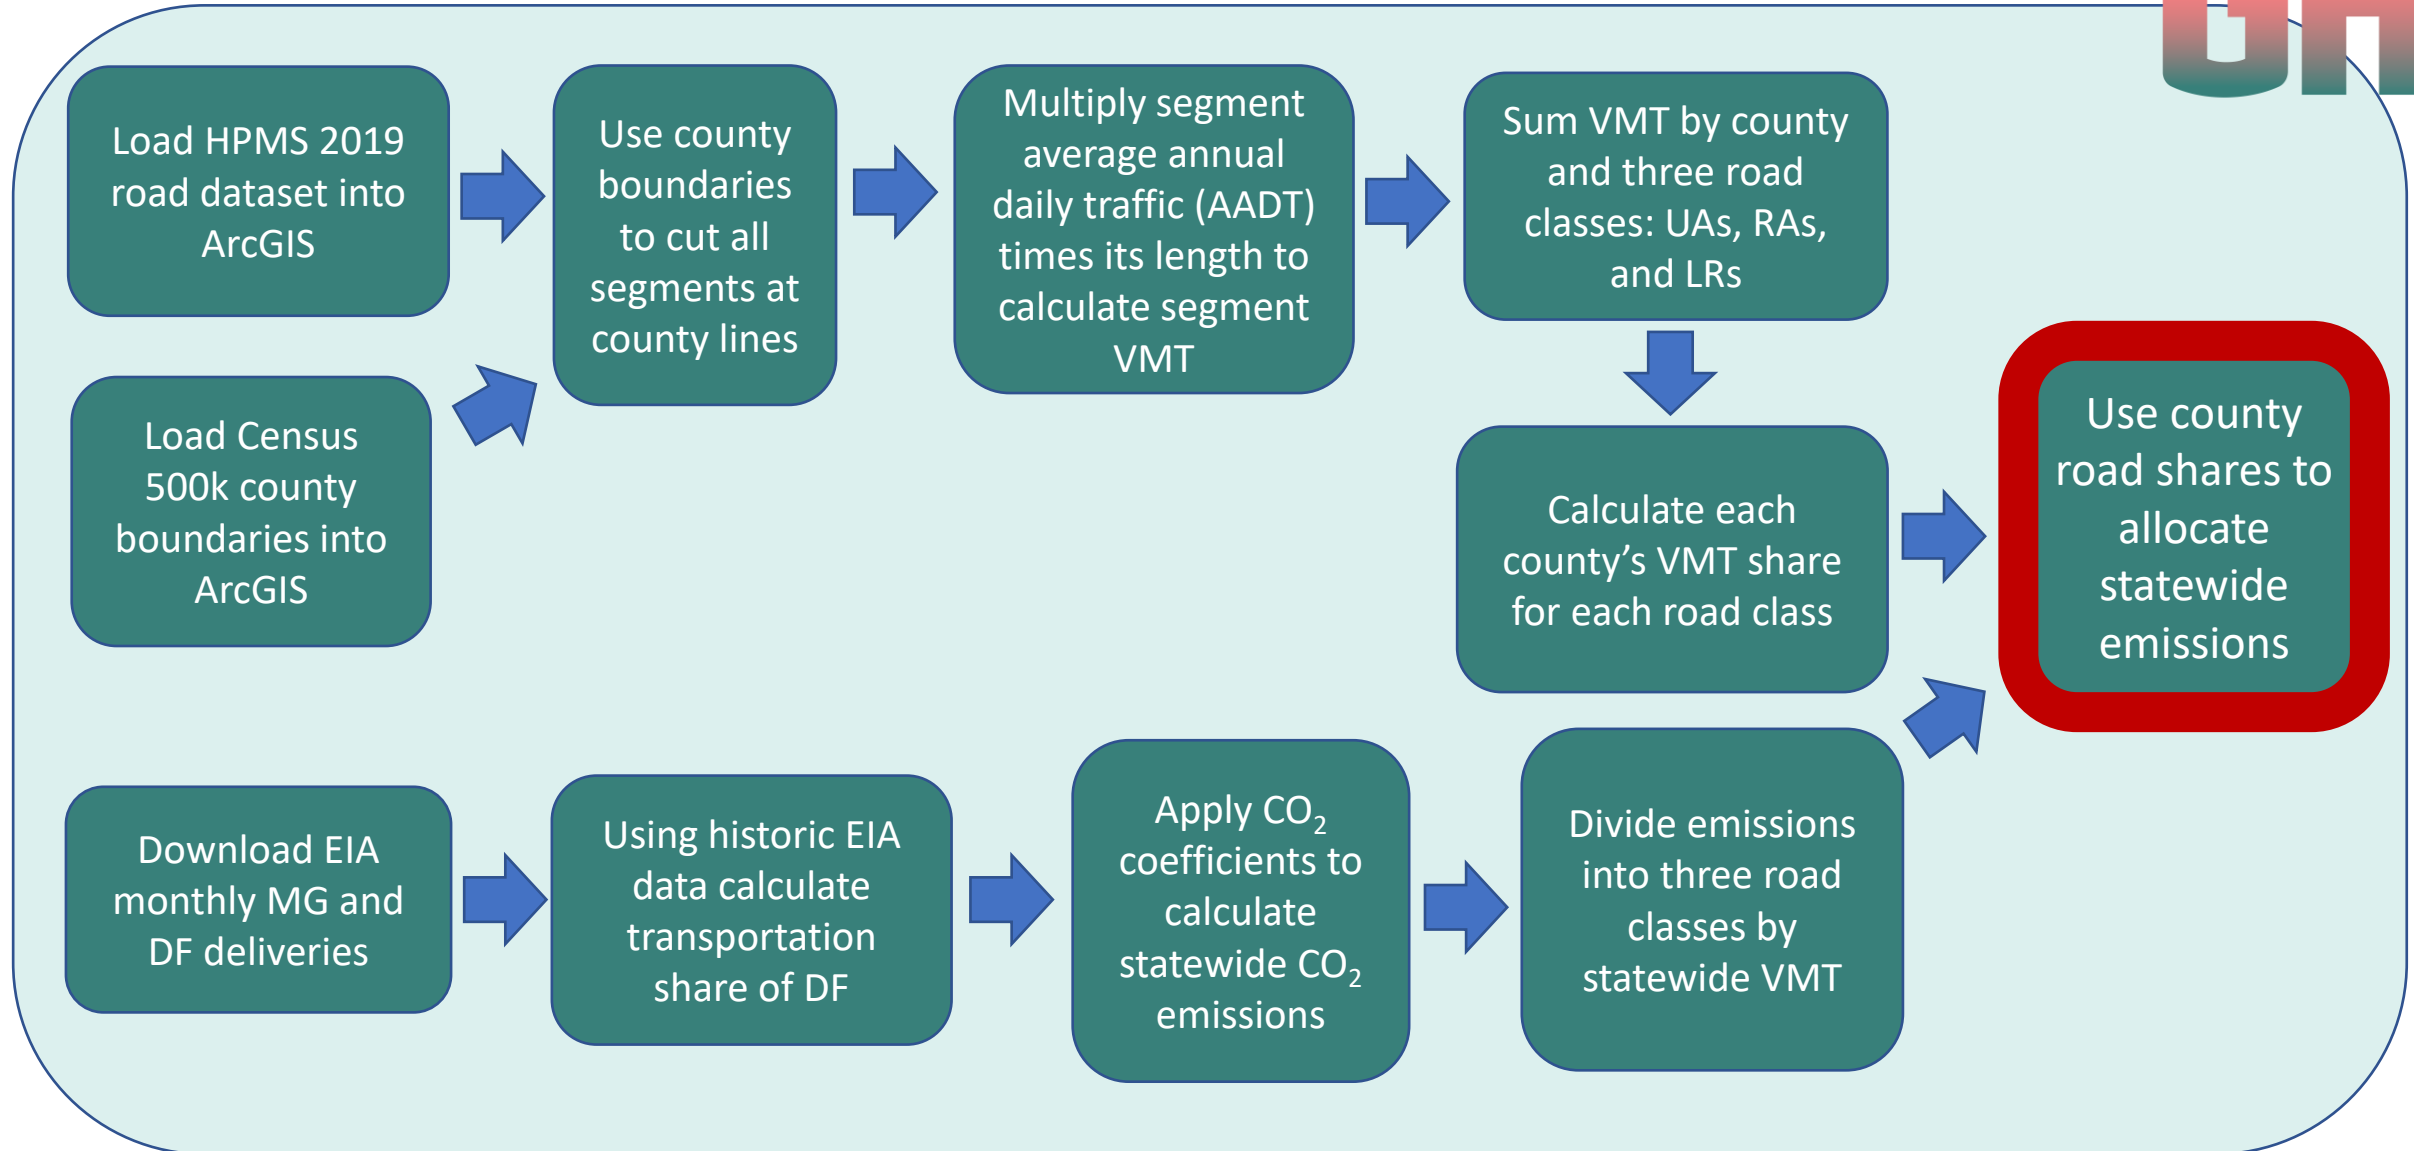 Load HPMS 2019
road dataset into
ArcGIS
Use county
boundaries
to cut all
segments at
county lines
Multiply segment
average annual
daily traffic (AADT)
times its length to
calculate segment
VMT
Sum VMT by county
and three road
classes: UAs, RAs,
and LRs
Load Census
500k county
boundaries into
ArcGIS
Calculate each
county’s VMT share
for each road class
Use county
road shares to
allocate
statewide
emissions
Download EIA
monthly MG and
DF deliveries
Using historic EIA
data calculate
transportation
share of DF
Apply CO₂
coefficients to
calculate
statewide CO₂
emissions
Divide emissions
into three road
classes by
statewide VMT